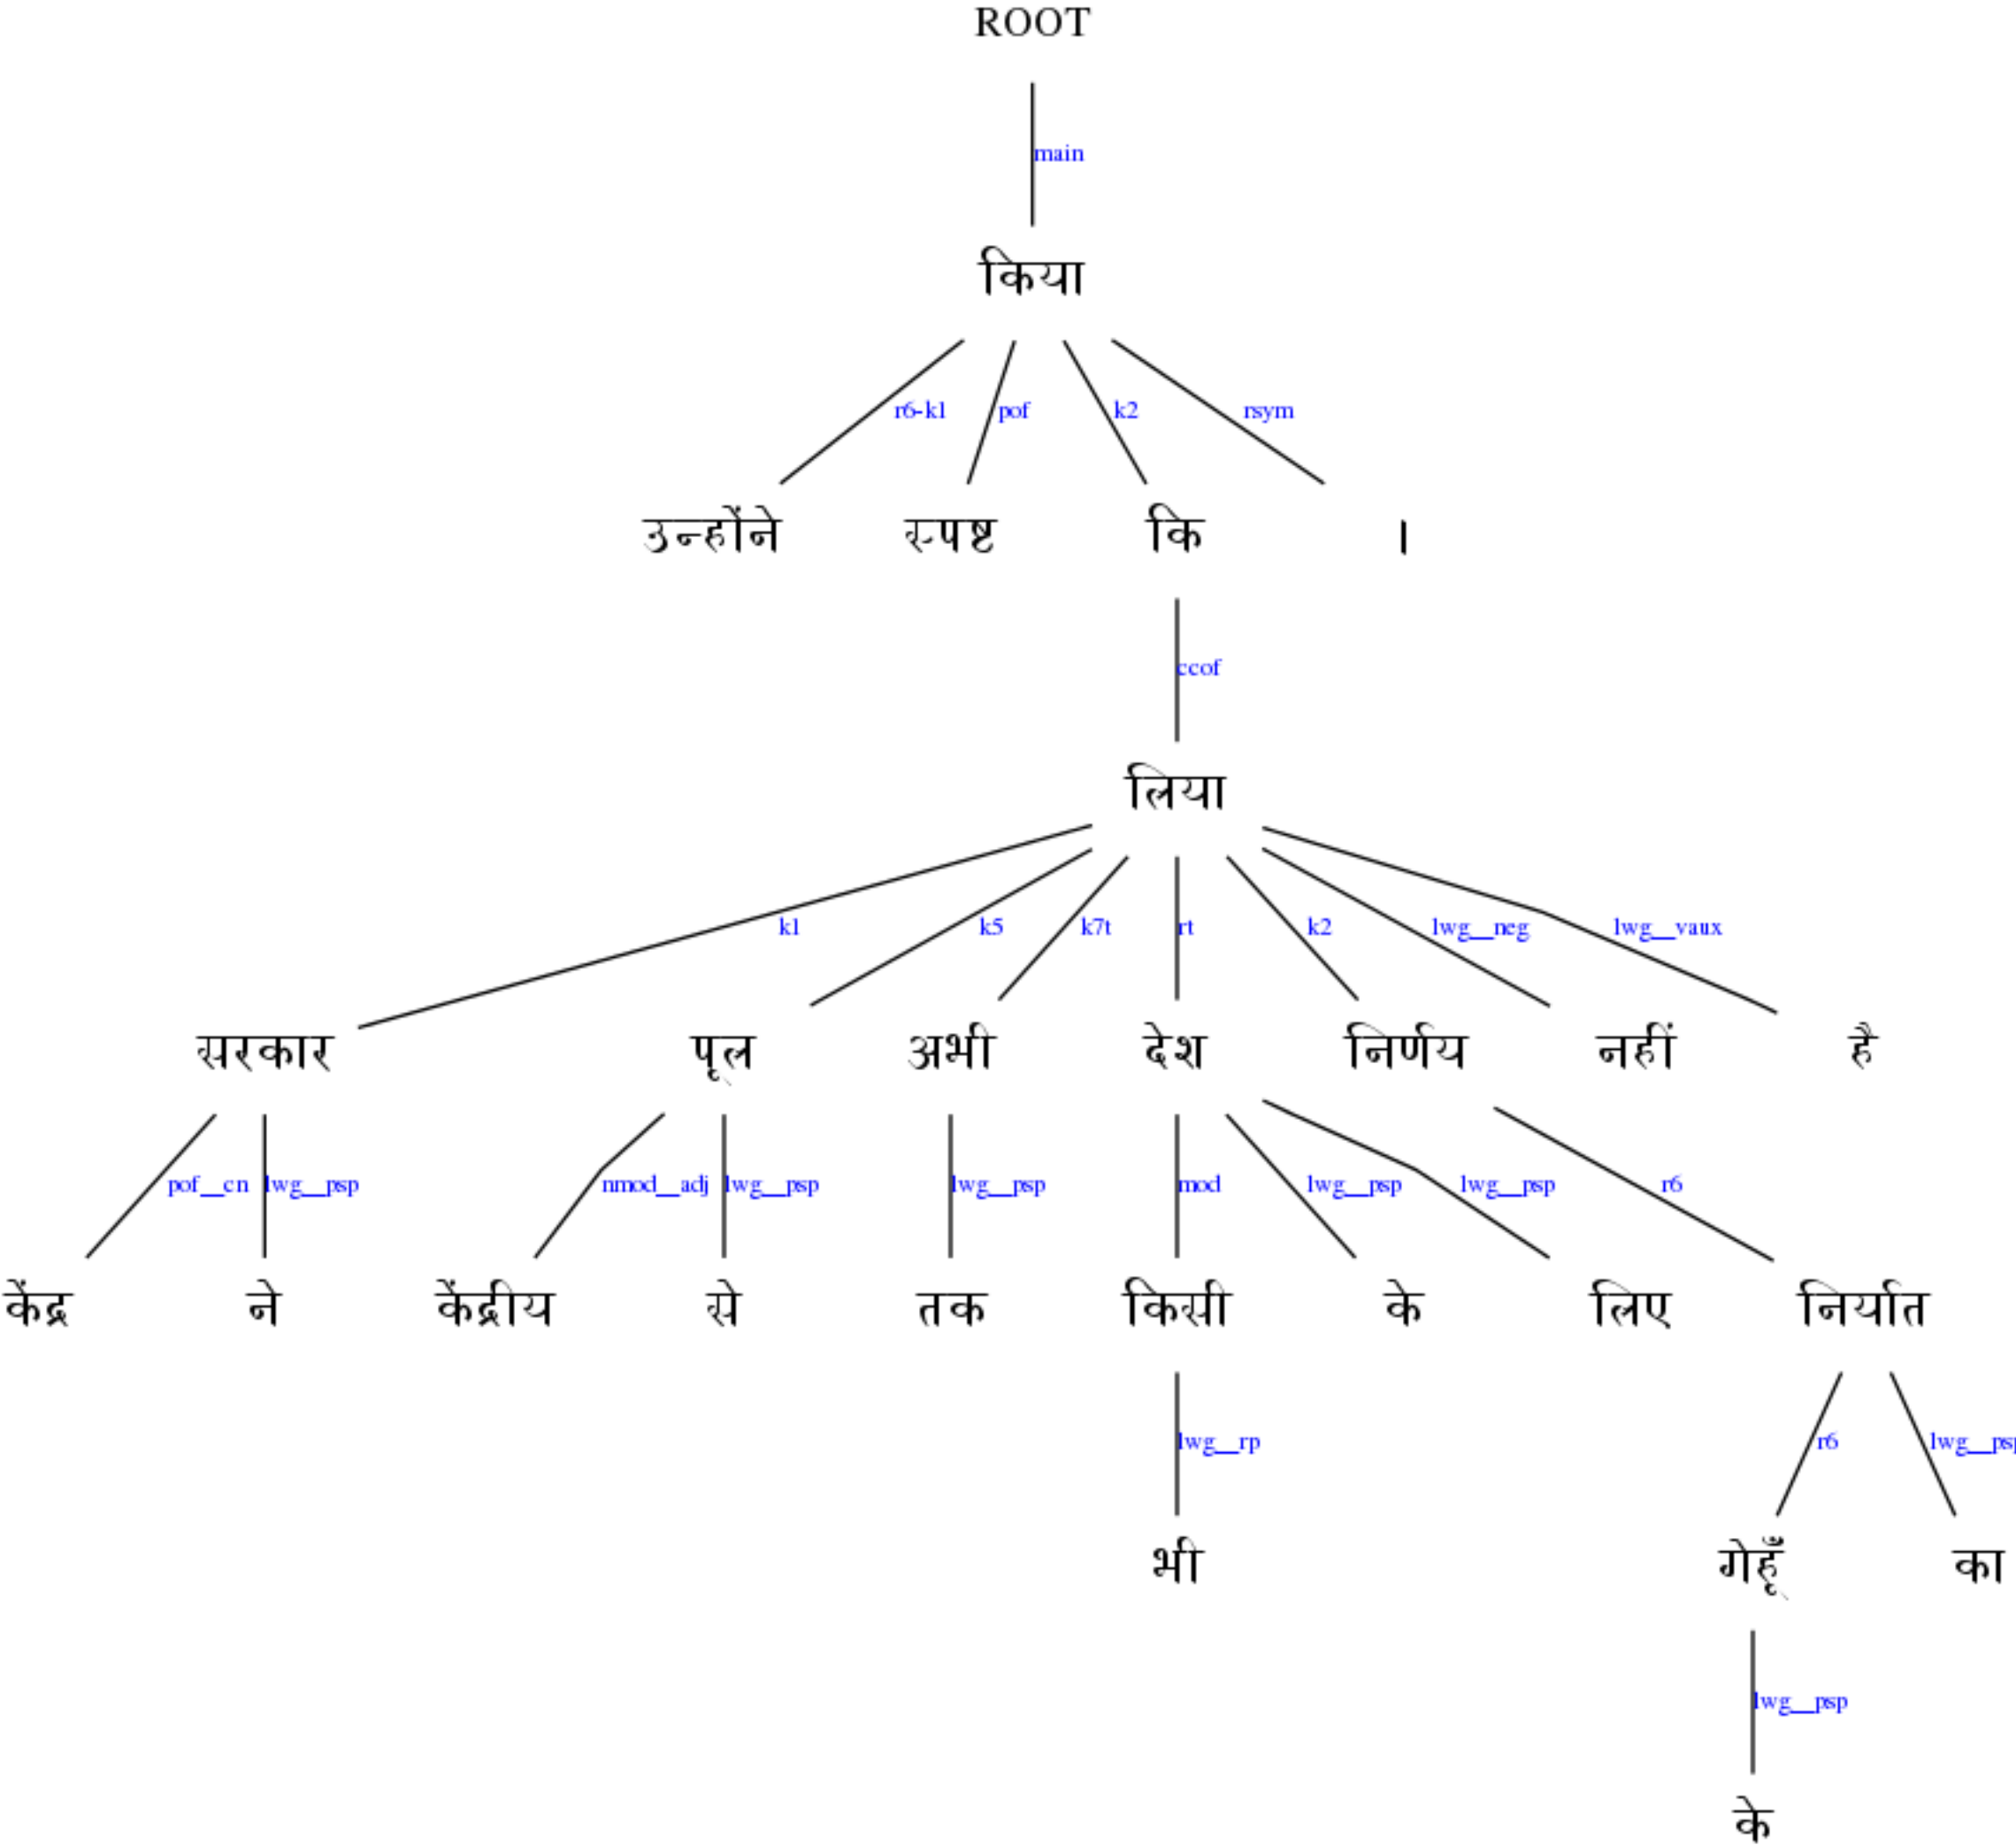 ROOT
main
किया
r6-k1 pof k2 rsym
उन्होंने स्पष्ट कि ।
ccof
लिया
k1 k5 k7t rt k2 lwg__neg lwg__vaux
सरकार पूल अभी देश निर्णय नहीं है
pof__cn lwg__psp nmod__adj lwg__psp lwg__psp mod lwg__psp lwg__psp r6
केंद्र ने केंद्रीय से तक किसी के लिए निर्यात
lwg__rp r6 lwg__psp
भी गेहूँ का
lwg__psp
के